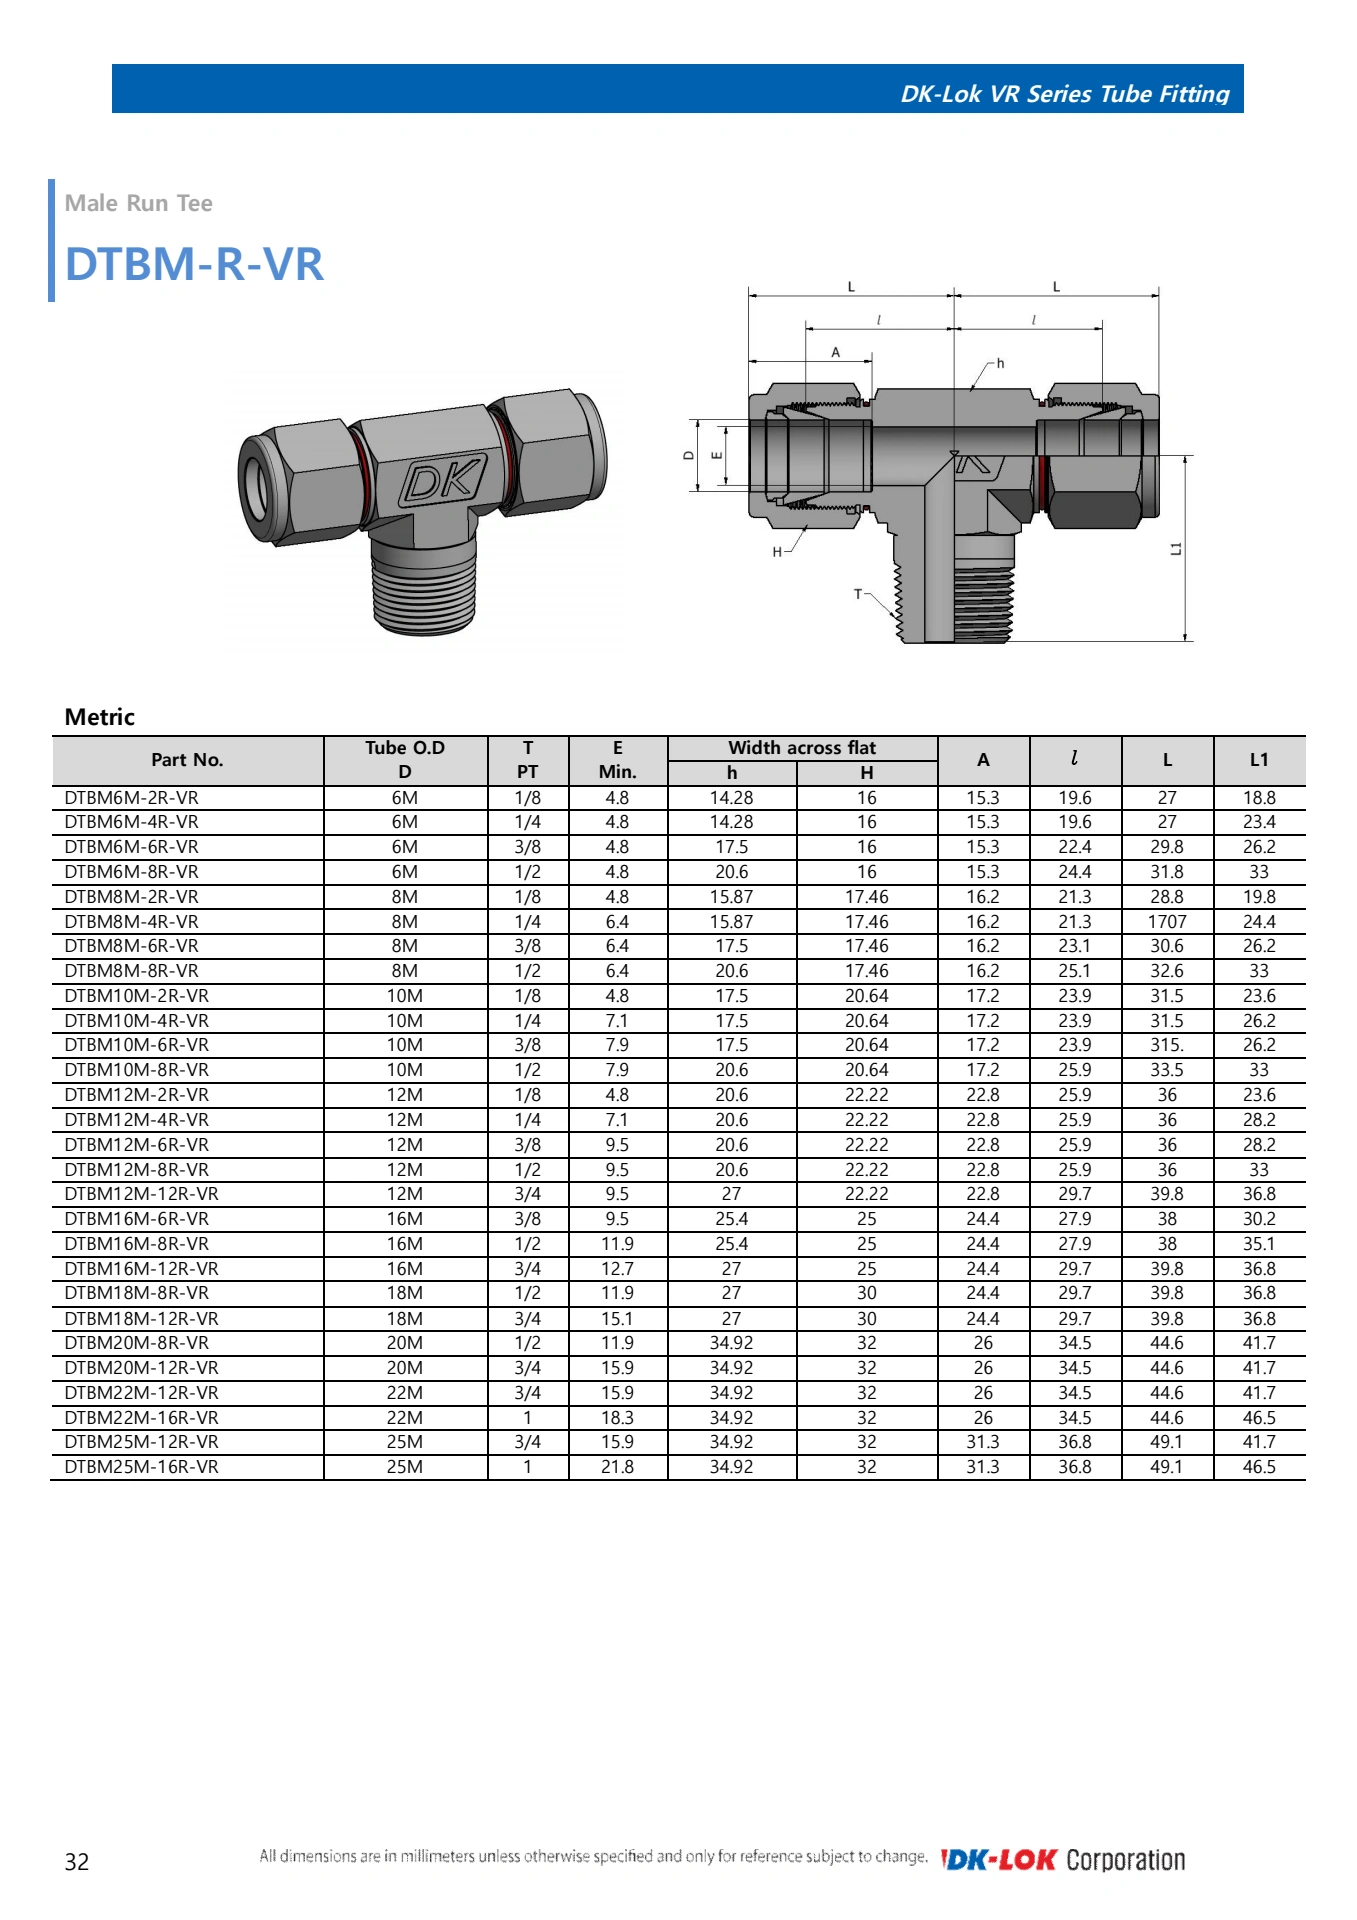 DK-Lok VR Series Tube Fitting
Male Run Tee
DTBM-R-VR
DK
L L
l l
A
h
D E
H
T
L1
Metric
Part No. Tube O.D D T PT E Min. Width across flat h H A l L L1
DTBM6M-2R-VR 6M 1/8 4.8 14.28 16 15.3 19.6 27 18.8
DTBM6M-4R-VR 6M 1/4 4.8 14.28 16 15.3 19.6 27 23.4
DTBM6M-6R-VR 6M 3/8 4.8 17.5 16 15.3 22.4 29.8 26.2
DTBM6M-8R-VR 6M 1/2 4.8 20.6 16 15.3 24.4 31.8 33
DTBM8M-2R-VR 8M 1/8 4.8 15.87 17.46 16.2 21.3 28.8 19.8
DTBM8M-4R-VR 8M 1/4 6.4 15.87 17.46 16.2 21.3 1707 24.4
DTBM8M-6R-VR 8M 3/8 6.4 17.5 17.46 16.2 23.1 30.6 26.2
DTBM8M-8R-VR 8M 1/2 6.4 20.6 17.46 16.2 25.1 32.6 33
DTBM10M-2R-VR 10M 1/8 4.8 17.5 20.64 17.2 23.9 31.5 23.6
DTBM10M-4R-VR 10M 1/4 7.1 17.5 20.64 17.2 23.9 31.5 26.2
DTBM10M-6R-VR 10M 3/8 7.9 17.5 20.64 17.2 23.9 315. 26.2
DTBM10M-8R-VR 10M 1/2 7.9 20.6 20.64 17.2 25.9 33.5 33
DTBM12M-2R-VR 12M 1/8 4.8 20.6 22.22 22.8 25.9 36 23.6
DTBM12M-4R-VR 12M 1/4 7.1 20.6 22.22 22.8 25.9 36 28.2
DTBM12M-6R-VR 12M 3/8 9.5 20.6 22.22 22.8 25.9 36 28.2
DTBM12M-8R-VR 12M 1/2 9.5 20.6 22.22 22.8 25.9 36 33
DTBM12M-12R-VR 12M 3/4 9.5 27 22.22 22.8 29.7 39.8 36.8
DTBM16M-6R-VR 16M 3/8 9.5 25.4 25 24.4 27.9 38 30.2
DTBM16M-8R-VR 16M 1/2 11.9 25.4 25 24.4 27.9 38 35.1
DTBM16M-12R-VR 16M 3/4 12.7 27 25 24.4 29.7 39.8 36.8
DTBM18M-8R-VR 18M 1/2 11.9 27 30 24.4 29.7 39.8 36.8
DTBM18M-12R-VR 18M 3/4 15.1 27 30 24.4 29.7 39.8 36.8
DTBM20M-8R-VR 20M 1/2 11.9 34.92 32 26 34.5 44.6 41.7
DTBM20M-12R-VR 20M 3/4 15.9 34.92 32 26 34.5 44.6 41.7
DTBM22M-12R-VR 22M 3/4 15.9 34.92 32 26 34.5 44.6 41.7
DTBM22M-16R-VR 22M 1 18.3 34.92 32 26 34.5 44.6 46.5
DTBM25M-12R-VR 25M 3/4 15.9 34.92 32 31.3 36.8 49.1 41.7
DTBM25M-16R-VR 25M 1 21.8 34.92 32 31.3 36.8 49.1 46.5
32 All dimensions are in millimeters unless otherwise specified and only for reference subject to change. DK-LOK Corporation